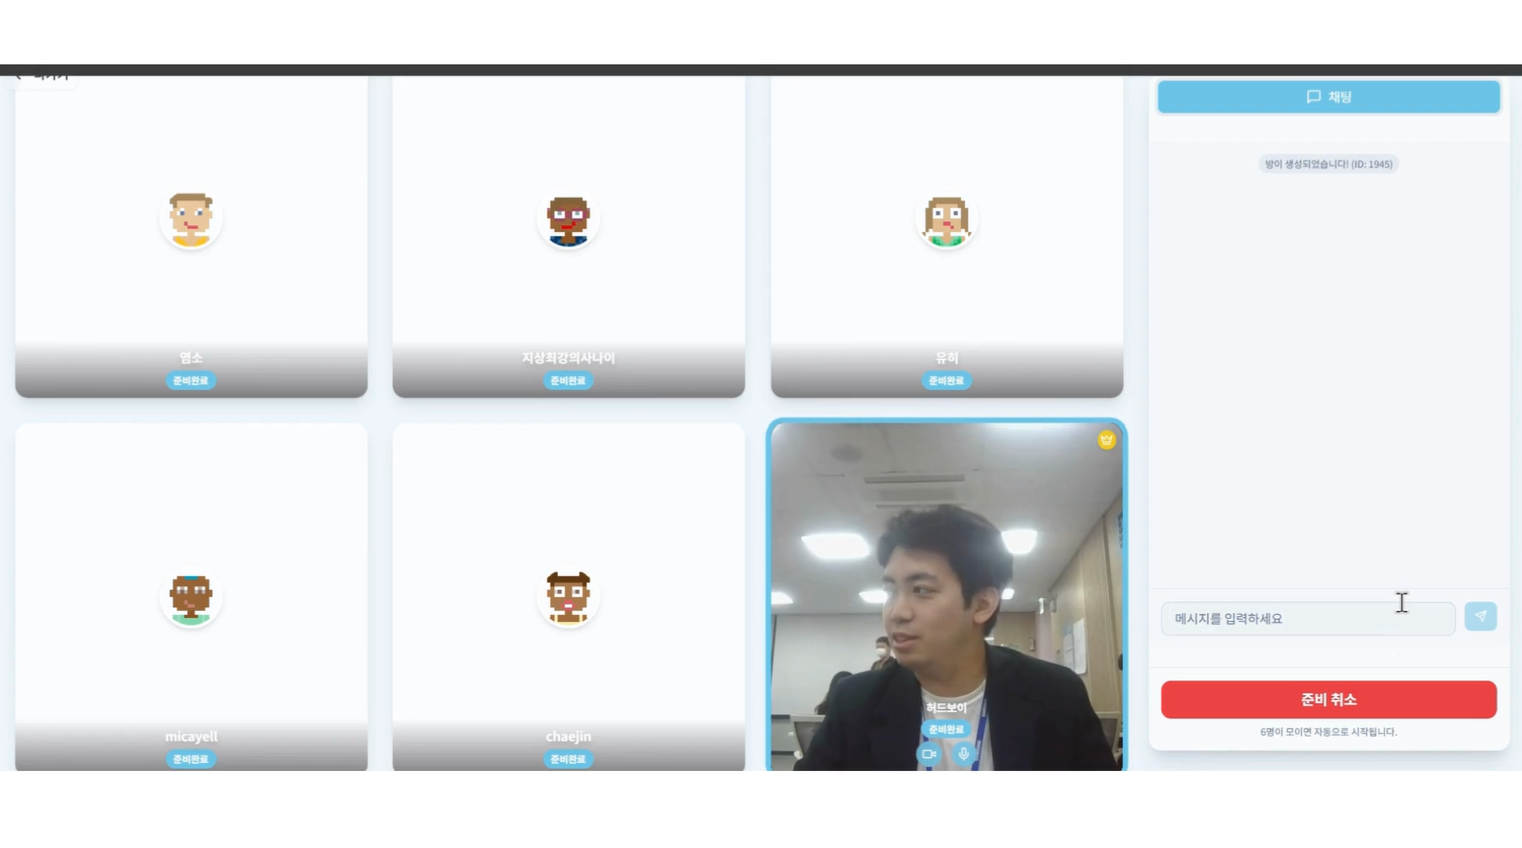 채팅
방이 생성되었습니다! (ID: 1945)
염소
준비완료
지상최강의사나이
준비완료
유히
준비완료
micayell
준비완료
chaejin
준비완료
허드보이
준비완료
메시지를 입력하세요
준비 취소
6명이 모이면 자동으로 시작됩니다.